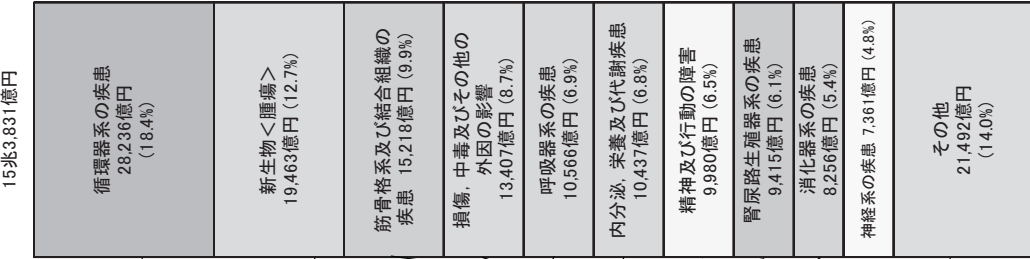 15兆3,831億円
循環器系の疾患
28,236億円
(18.4%)
新生物＜腫瘍＞
19,463億円 (12.7%)
筋骨格系及び結合組織の
疾患 15,218億円 (9.9%)
損傷，中毒及びその他の
外因の影響
13,407億円 (8.7%)
呼吸器系の疾患
10,566億円 (6.9%)
内分泌，栄養及び代謝疾患
10,437億円 (6.8%)
精神及び行動の障害
9,980億円 (6.5%)
腎尿路生殖器系の疾患
9,415億円 (6.1%)
消化器系の疾患
8,256億円 (5.4%)
神経系の疾患 7,361億円 (4.8%)
その他
21,492億円
(14.0%)